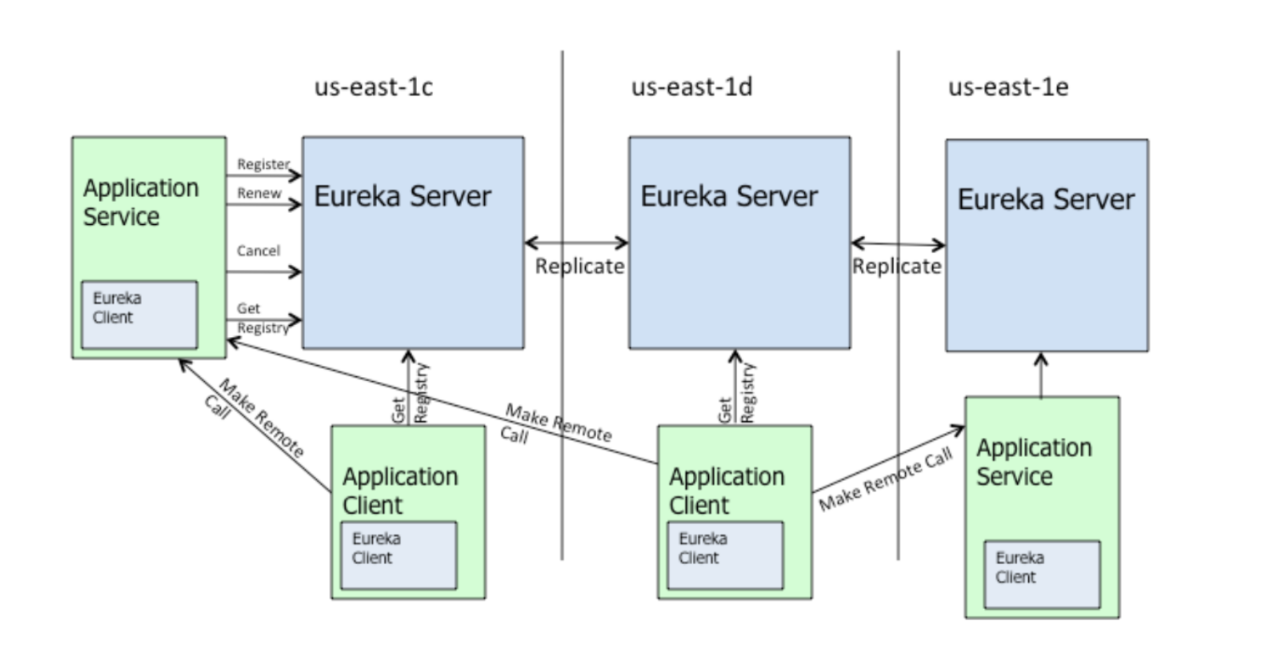 us-east-1c
us-east-1d
us-east-1e
Application
Service
Eureka
Client
Register
Renew
Cancel
Get
Registry
Eureka Server
Replicate
Eureka Server
Replicate
Eureka Server
Make Remote
Call
Get
Registry
Make Remote
Call
Get
Registry
Make Remote Call
Application
Client
Eureka
Client
Application
Client
Eureka
Client
Application
Service
Eureka
Client